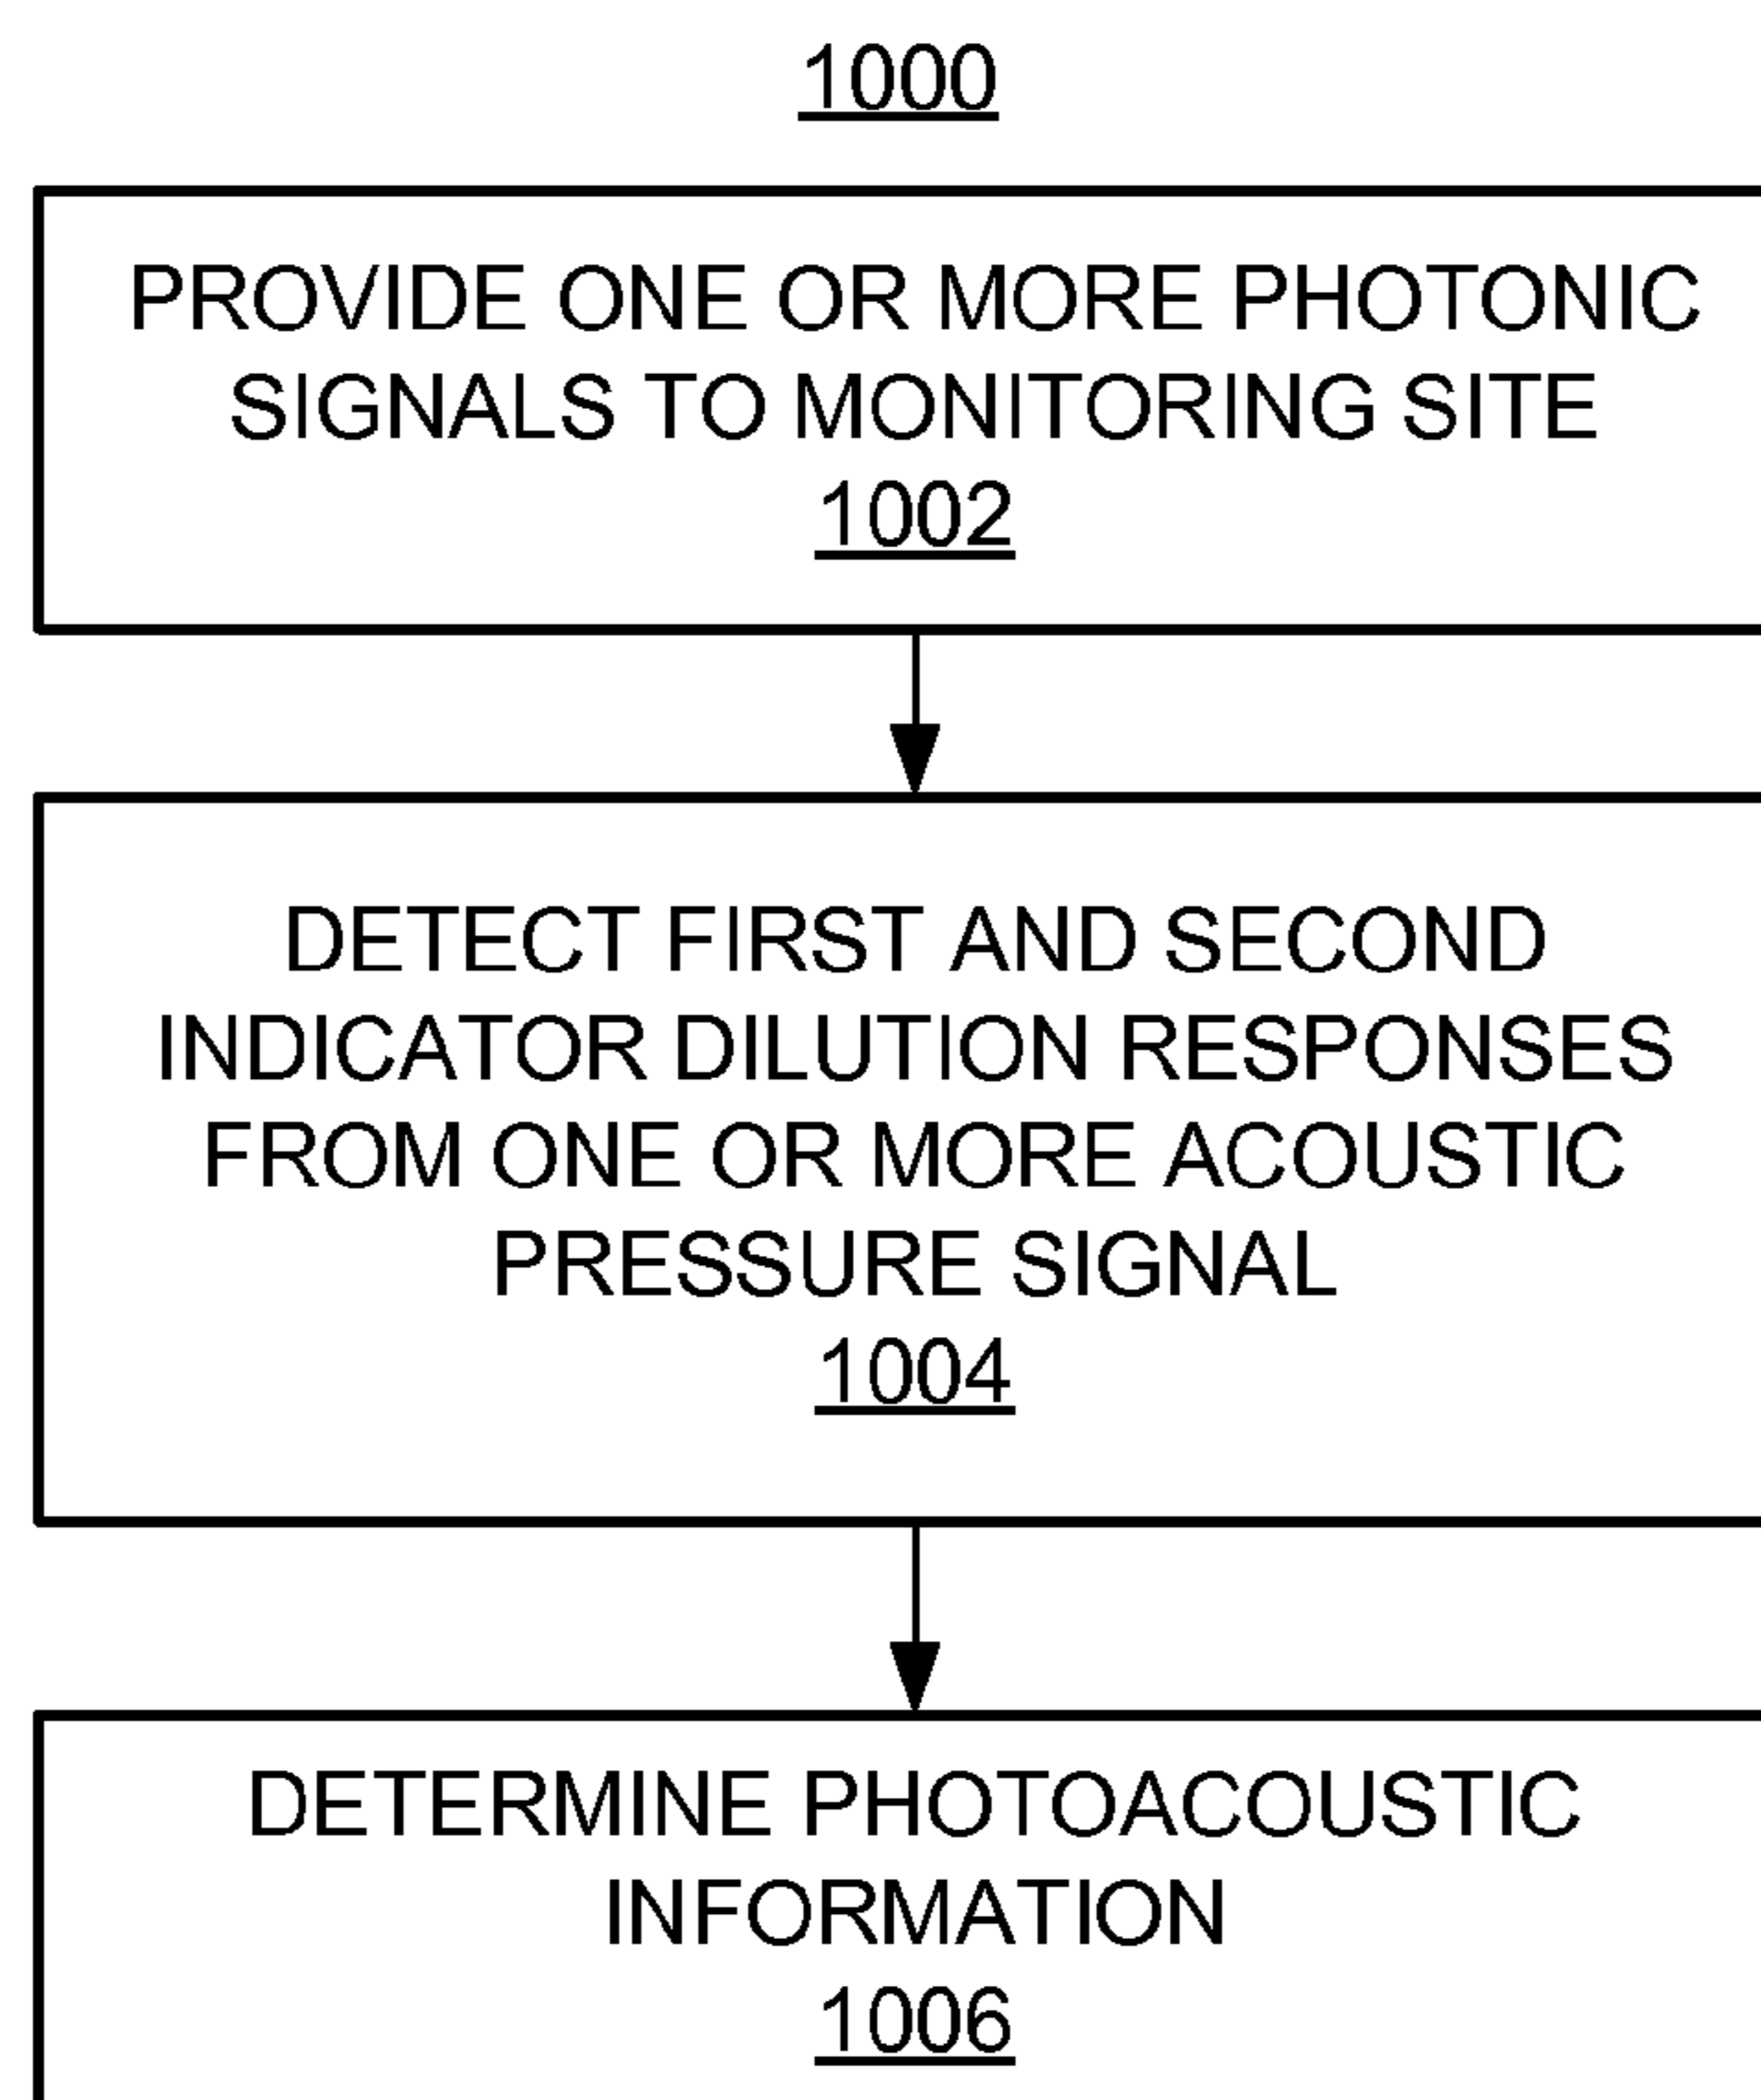 1000
PROVIDE ONE OR MORE PHOTONIC
SIGNALS TO MONITORING SITE
1002
DETECT FIRST AND SECOND
INDICATOR DILUTION RESPONSES
FROM ONE OR MORE ACOUSTIC
PRESSURE SIGNAL
1004
DETERMINE PHOTOACOUSTIC
INFORMATION
1006